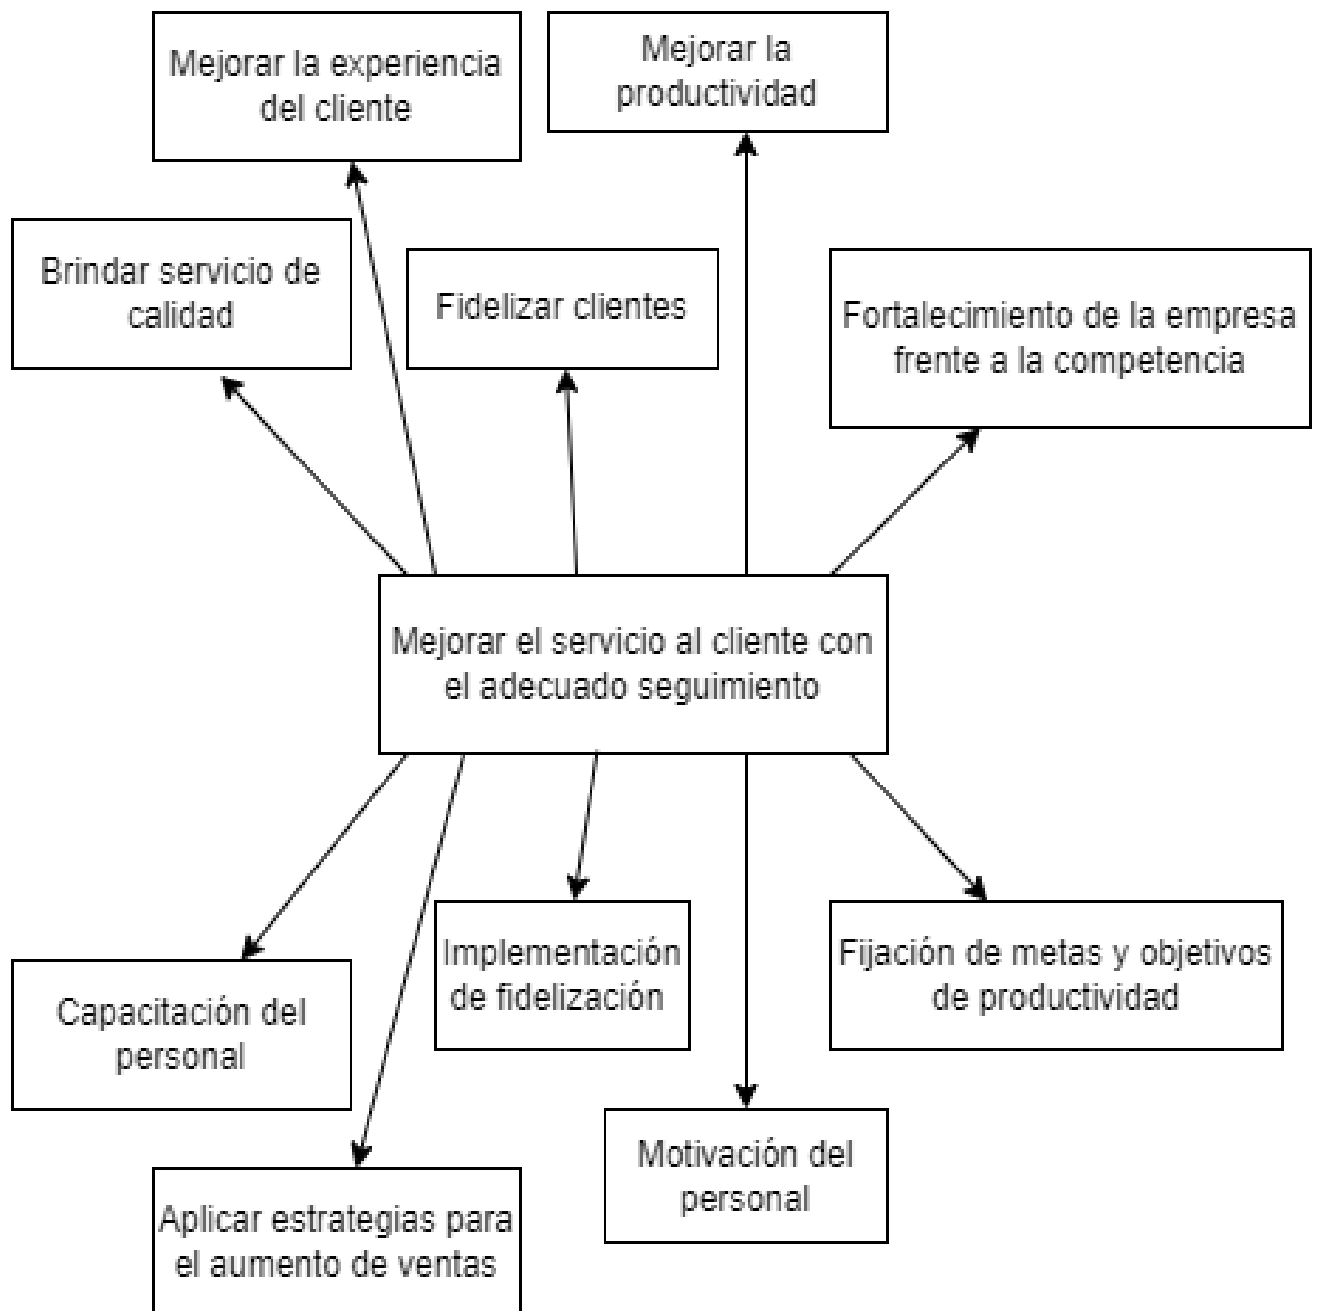 Mejorar la experiencia
del cliente
Mejorar la
productividad
Brindar servicio de
calidad
Fidelizar clientes
Fortalecimiento de la empresa
frente a la competencia
Mejorar el servicio al cliente con
el adecuado seguimiento
Capacitación del
personal
Implementación
de fidelización
Fijación de metas y objetivos
de productividad
Aplicar estrategias para
el aumento de ventas
Motivación del
personal